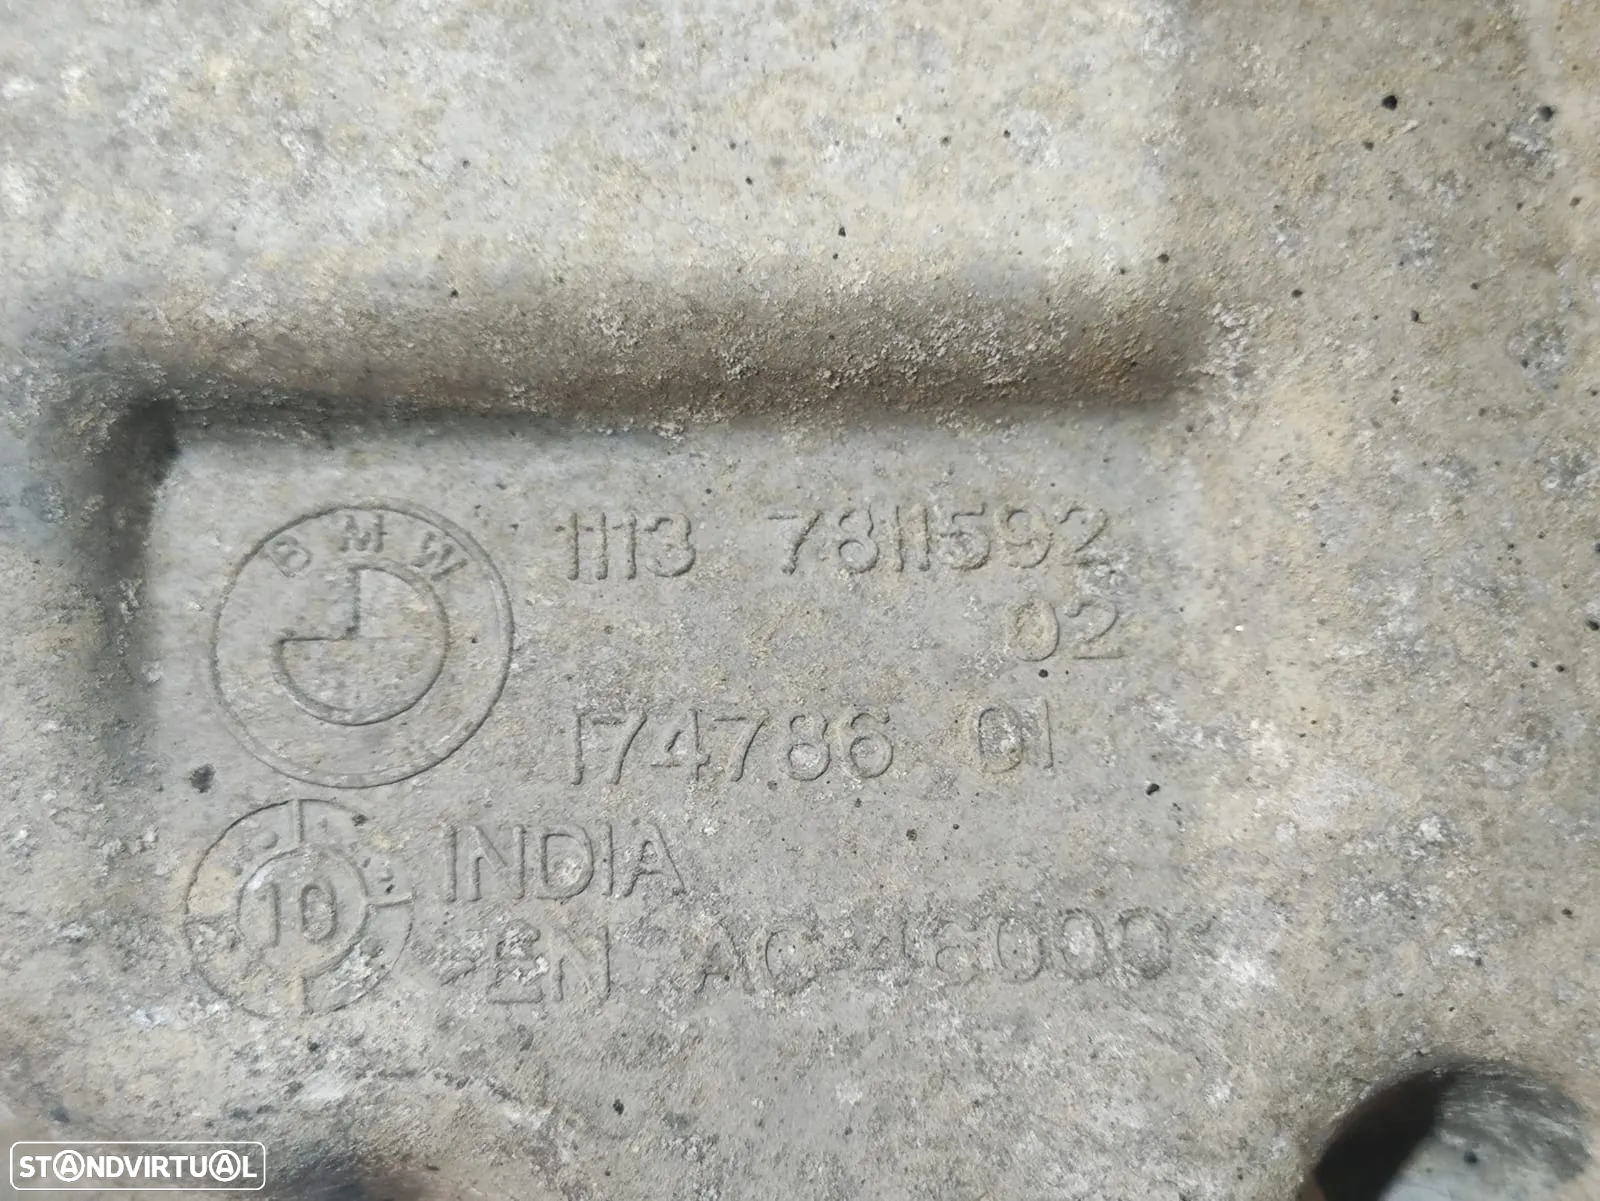 BMW
1113 7811592
02
174786 01
10
INDIA
EN AC-46000
STANDVIRTUAL